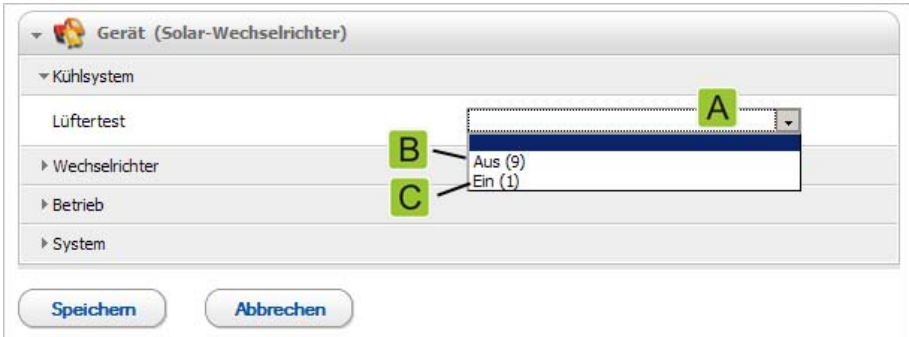 Gerät (Solar-Wechselrichter)
Kühlsystem
Lüftertest
A
B
Aus (9)
Wechselrichter
Ein (1)
C
Betrieb
System
Speichern
Abbrechen